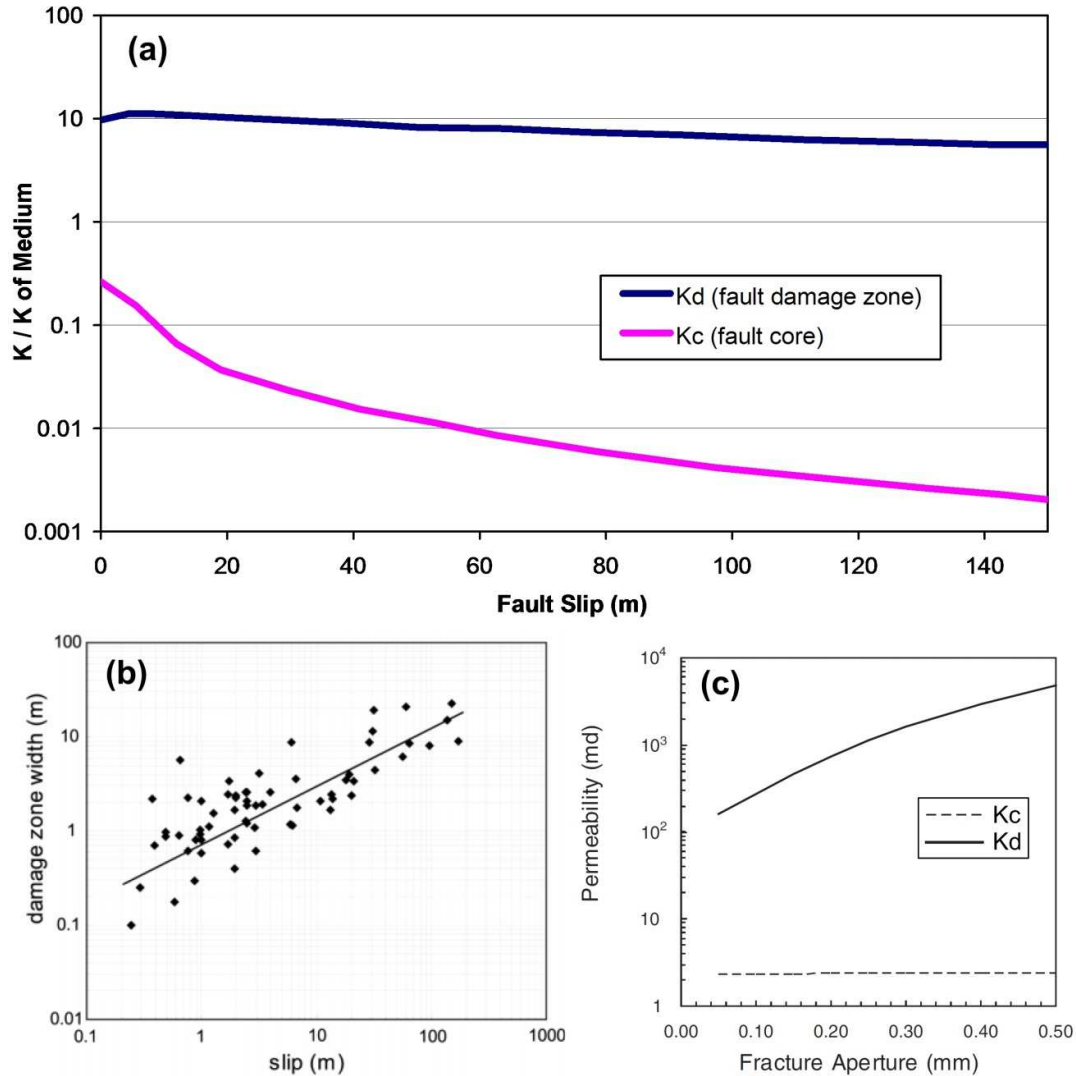 (a)
100
10
1
0.1
0.01
0.001
K / K of Medium
Kd (fault damage zone)
Kc (fault core)
0 20 40 60 80 100 120 140
Fault Slip (m)
(b)
100
10
1
0.1
0.01
damage zone width (m)
0.1 1 10 100 1000
slip (m)
(c)
10⁴
10³
10²
10
1
Permeability (md)
Kc
Kd
0.00 0.10 0.20 0.30 0.40 0.50
Fracture Aperture (mm)